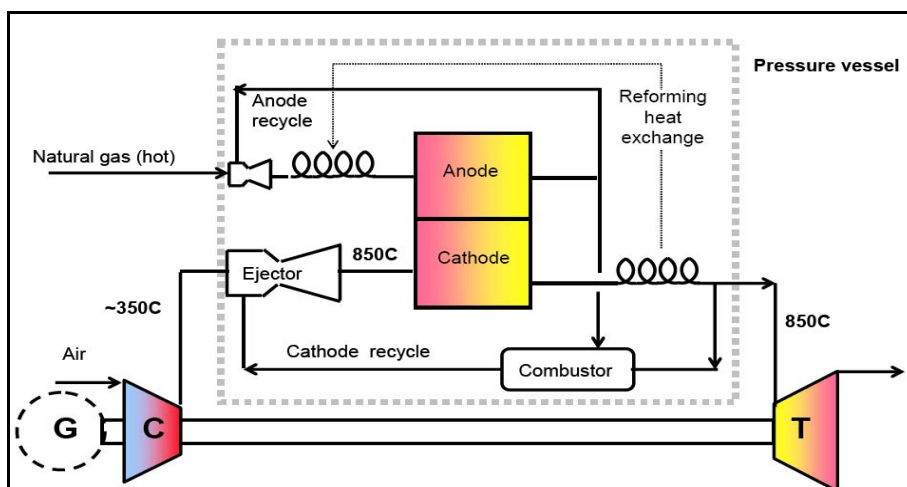 Pressure vessel
Anode
recycle
Reforming
heat
exchange
Natural gas (hot)
Anode
850C
Cathode
Ejector
~350C
850C
Air
Cathode recycle
Combustor
G
C
T